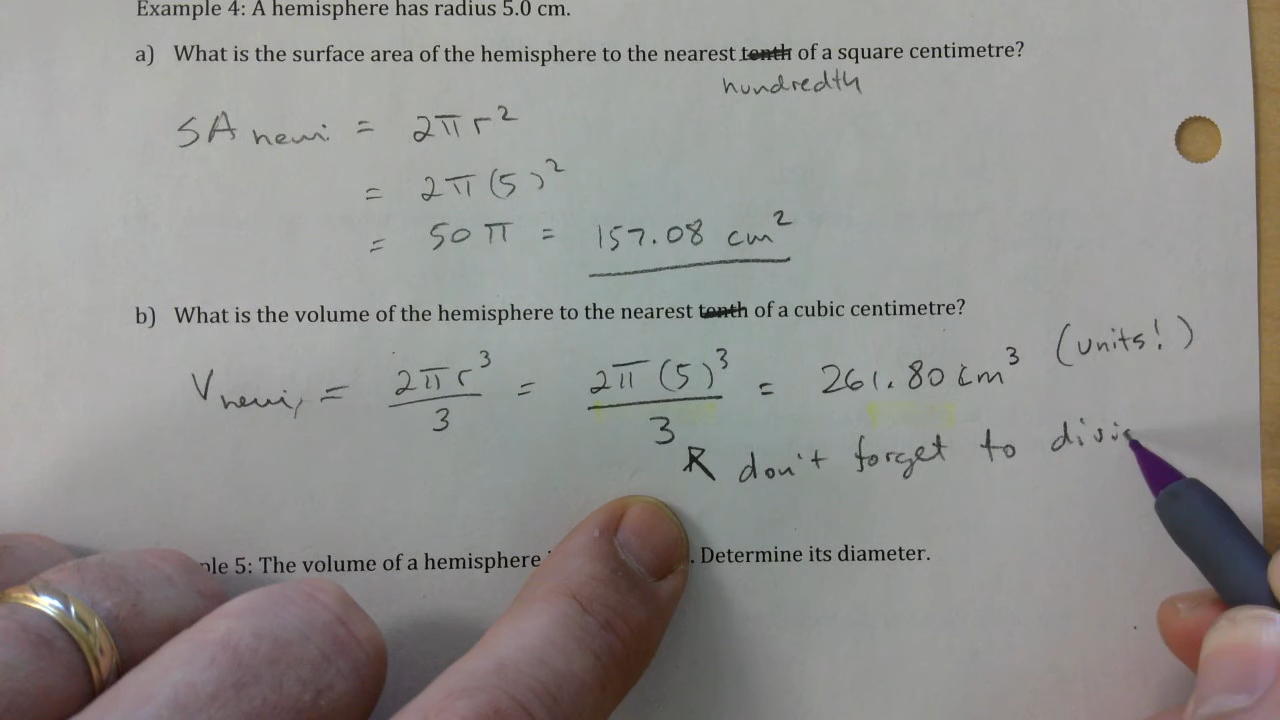 Example 4: A hemisphere has radius 5.0 cm.
a) What is the surface area of the hemisphere to the nearest tenth of a square centimetre?
hundredth
SA hemi = 2πr²
= 2π(5)²
= 50π = 157.08 cm²
b) What is the volume of the hemisphere to the nearest tenth of a cubic centimetre?
V hemi = 2πr³/3 = 2π(5)³/3 = 261.80 cm³ (units!)
don't forget to
: The volume of a hemisphere . Determine its diameter.